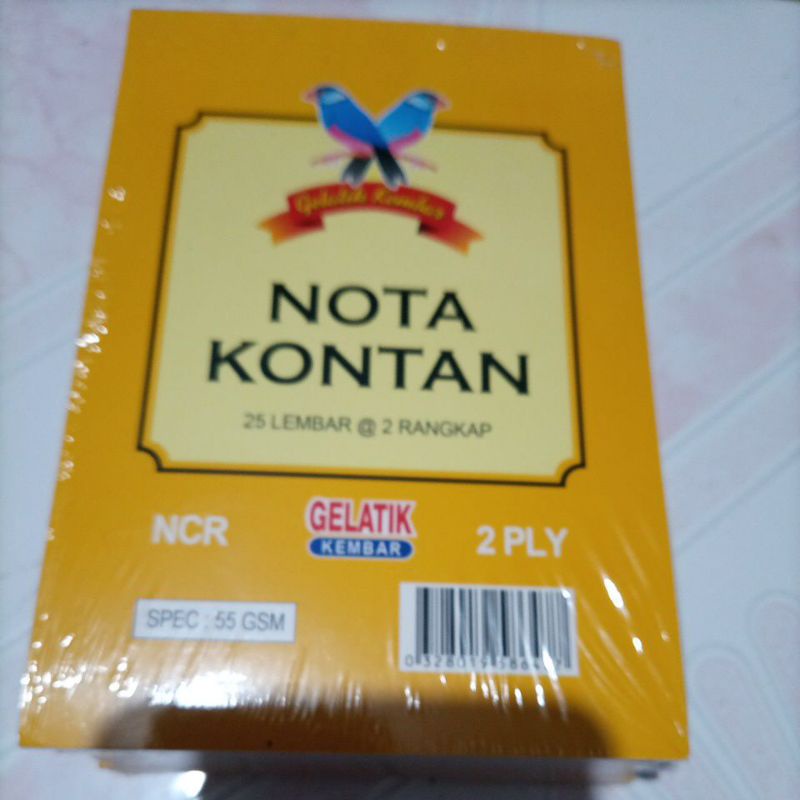 Gelatik Kembar
NOTA
KONTAN
25 LEMBAR @ 2 RANGKAP
NCR
GELATIK
KEMBAR
2 PLY
SPEC : 55 GSM